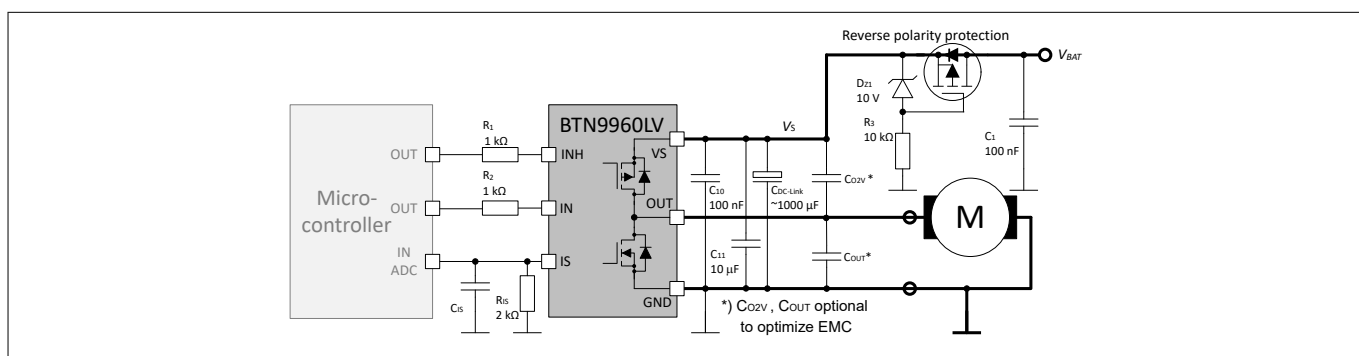 Reverse polarity protection
VBAT
DZ1
10 V
BTN9960LV
R3
10 kΩ
C1
100 nF
VS
R1
1 kΩ
OUT
INH
VS
R2
1 kΩ
Micro-
controller
OUT
IN
C10
100 nF
CDC-Link
~1000 µF
CO2V *
OUT
M
IN
ADC
IS
C11
10 µF
COUT*
CIS
RIS
2 kΩ
GND
*) CO2V , COUT optional
to optimize EMC